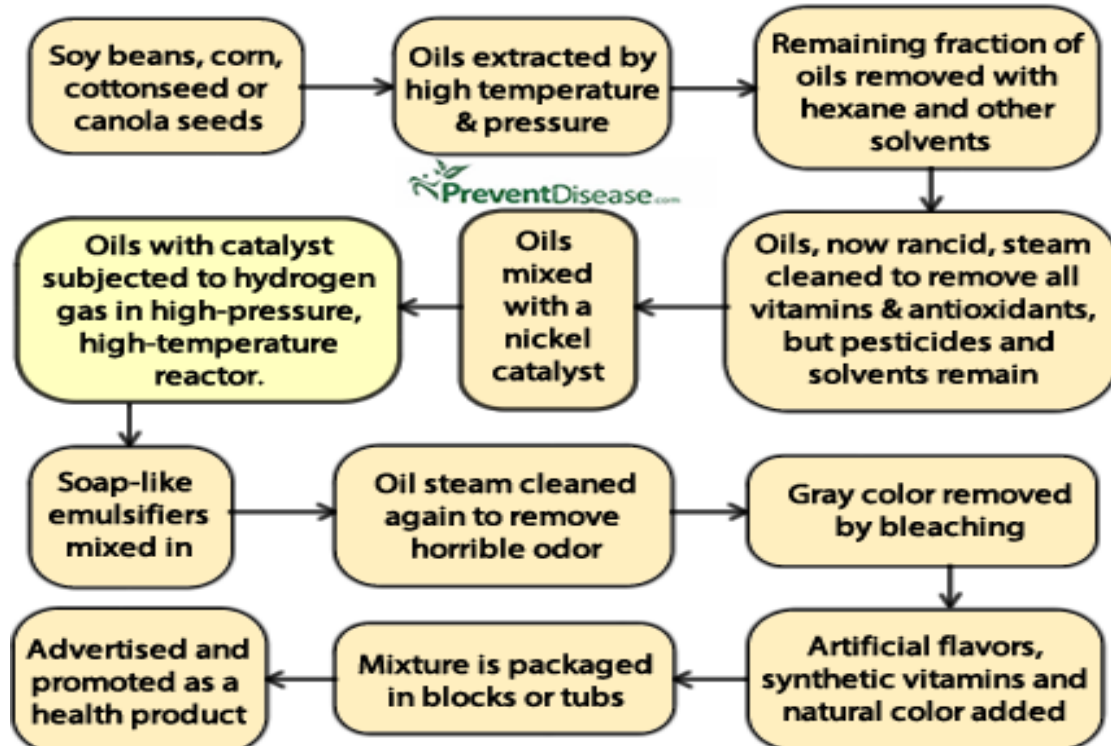 Soy beans, corn,
cottonseed or
canola seeds
Oils extracted by
high temperature
& pressure
Remaining fraction of
oils removed with
hexane and other
solvents
PreventDisease.com
Oils, now rancid, steam
cleaned to remove all
vitamins & antioxidants,
but pesticides and
solvents remain
Oils
mixed
with a
nickel
catalyst
Oils with catalyst
subjected to hydrogen
gas in high-pressure,
high-temperature
reactor.
Soap-like
emulsifiers
mixed in
Oil steam cleaned
again to remove
horrible odor
Gray color removed
by bleaching
Artificial flavors,
synthetic vitamins and
natural color added
Mixture is packaged
in blocks or tubs
Advertised and
promoted as a
health product